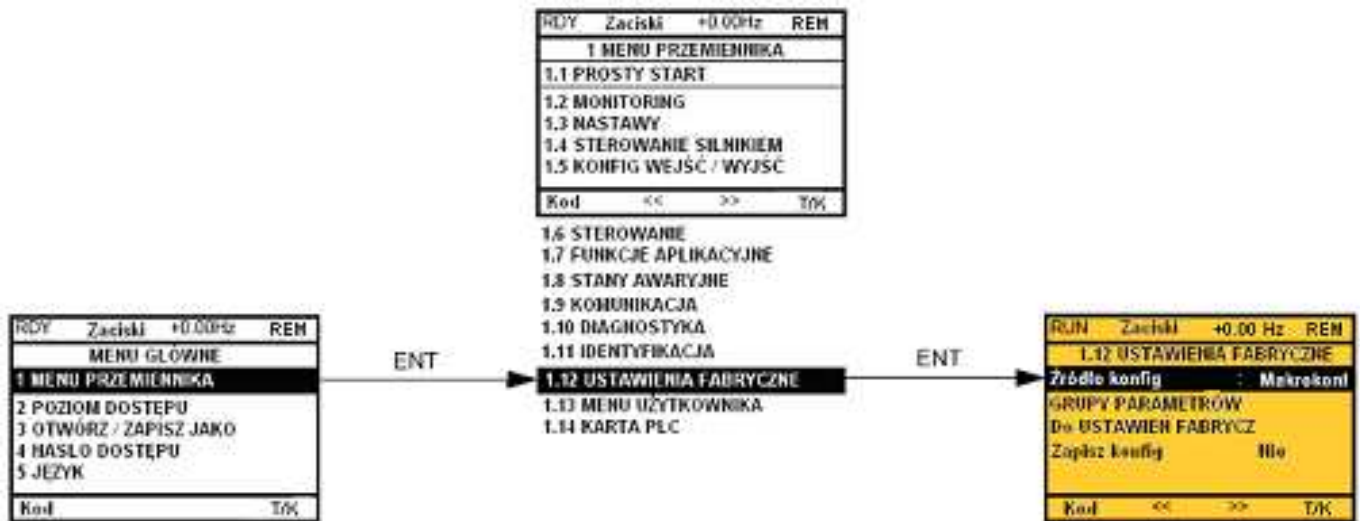 RDY Zaciski +0.00Hz REM
1 MENU PRZEMIENNIKA
1.1 PROSTY START
1.2 MONITORING
1.3 NASTAWY
1.4 STEROWANIE SILNIKIEM
1.5 KONFIG WEJŚĆ / WYJŚĆ
Kod << >> T/K
1.6 STEROWANIE
1.7 FUNKCJE APLIKACYJNE
1.8 STANY AWARYJNE
1.9 KOMUNIKACJA
1.10 DIAGNOSTYKA
1.11 IDENTYFIKACJA
1.12 USTAWIENIA FABRYCZNE
1.13 MENU UŻYTKOWNIKA
1.14 KARTA PLC
RDY Zaciski +0.00Hz REM
MENU GŁÓWNE
1 MENU PRZEMIENNIKA
2 POZIOM DOSTĘPU
3 OTWÓRZ / ZAPISZ JAKO
4 HASŁO DOSTĘPU
5 JĘZYK
Kod T/K
ENT
ENT
RUN Zaciski +0.00 Hz REM
1.12 USTAWIENIA FABRYCZNE
Źródło konfig : Makrokonf
GRUPY PARAMETRÓW
Do USTAWIEŃ FABRYCZ
Zapisz konfig Nie
Kod << >> T/K